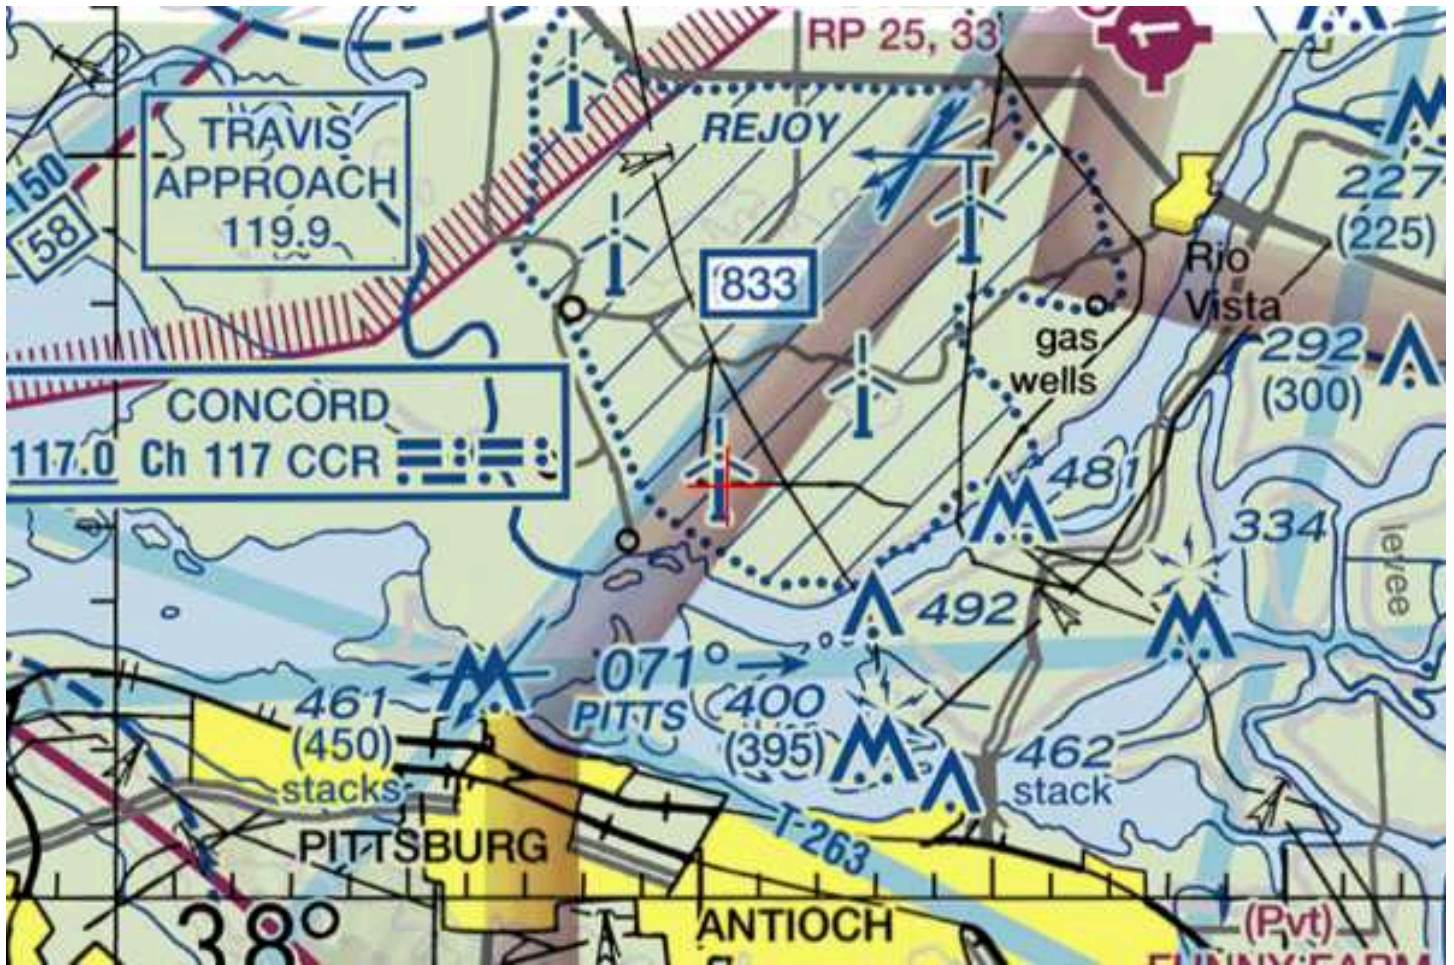 RP 25, 33
TRAVIS
APPROACH
119.9
REJOY
150
58
833
227
(225)
Rio
Vista
gas
wells
292
(300)
CONCORD
117.0 Ch 117 CCR
481
334
levee
492
071°
PITTS
461
(450)
stacks
400
(395)
462
stack
T-263
PITTSBURG
38°
ANTIOCH
(Pvt)
FUNNY FARM